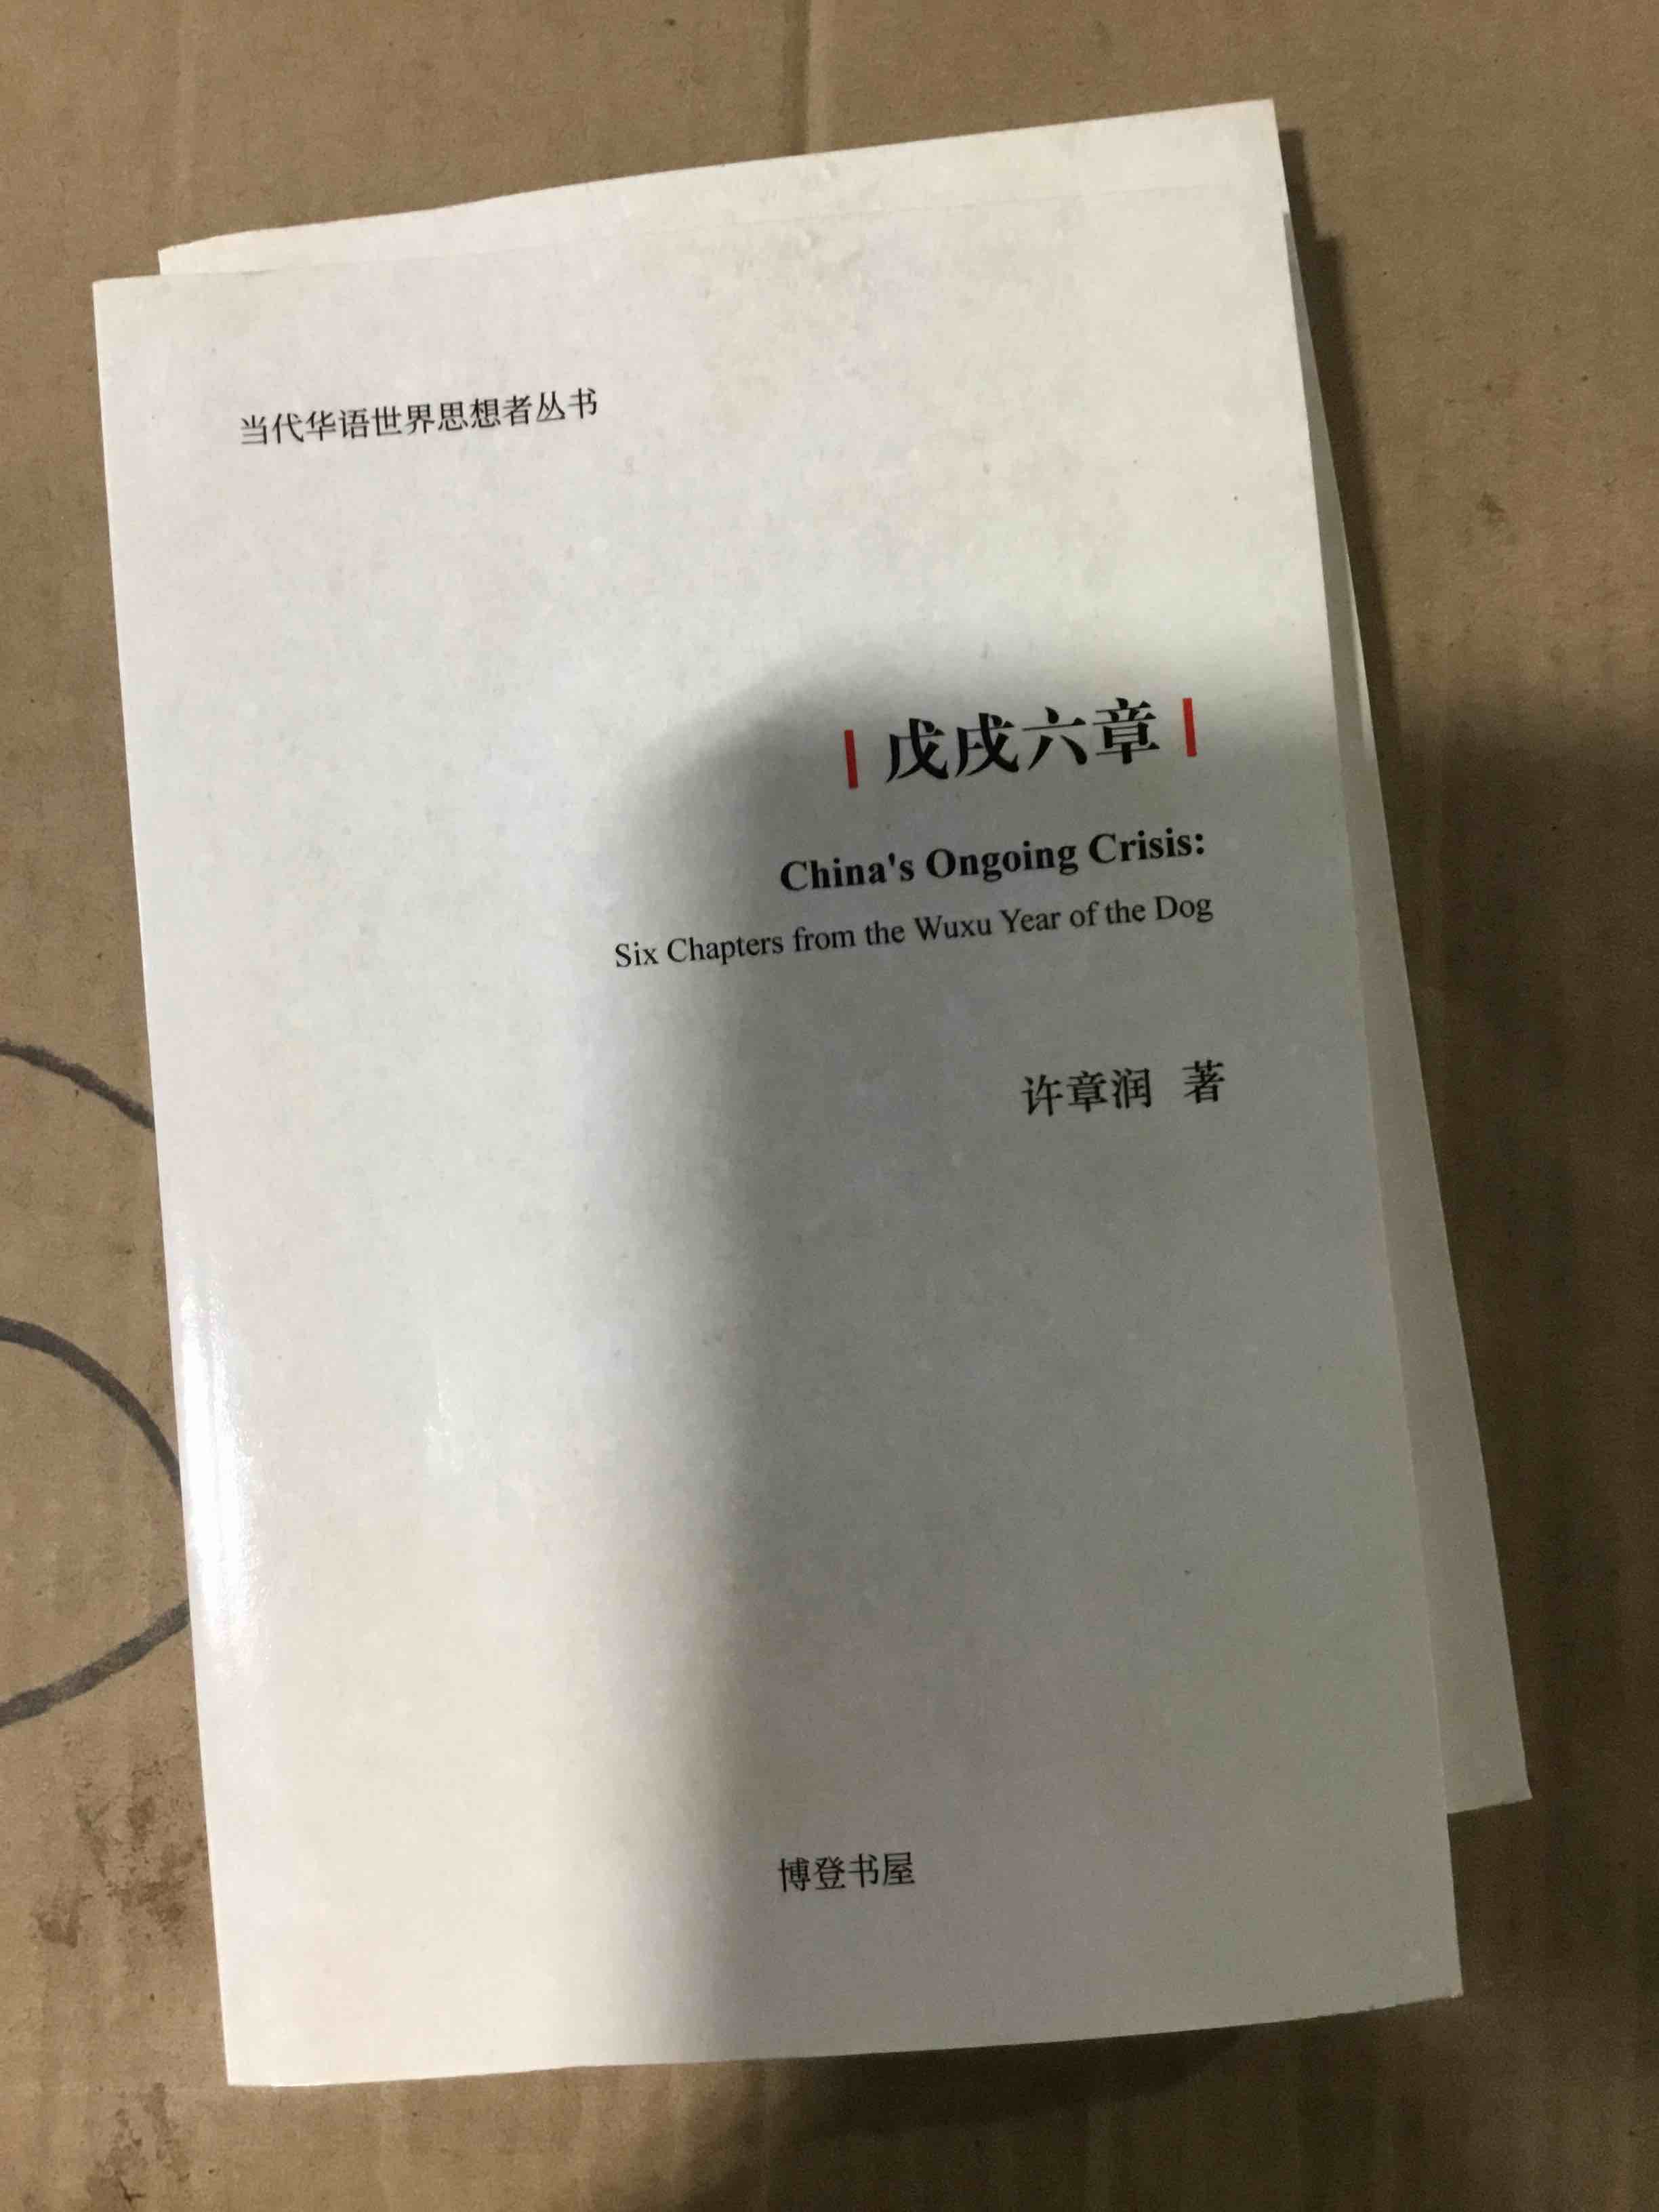 当代华语世界思想者丛书
戊戌六章
China's Ongoing Crisis:
Six Chapters from the Wuxu Year of the Dog
许章润 著
博登书屋